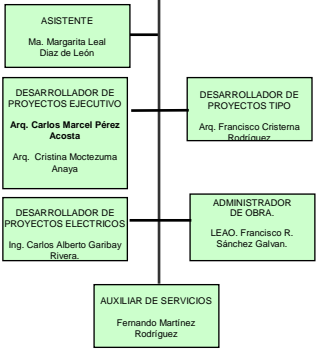 ASISTENTE
Ma. Margarita Leal
Diaz de León
DESARROLLADOR DE
PROYECTOS EJECUTIVO
Arq. Carlos Marcel Pérez
Acosta
Arq. Cristina Moctezuma
Anaya
DESARROLLADOR DE
PROYECTOS TIPO
Arq. Francisco Cristerna
Rodríguez
DESARROLLADOR DE
PROYECTOS ELECTRICOS
Ing. Carlos Alberto Garibay
Rivera.
ADMINISTRADOR
DE OBRA.
LEAO. Francisco R.
Sánchez Galvan.
AUXILIAR DE SERVICIOS
Fernando Martínez
Rodríguez